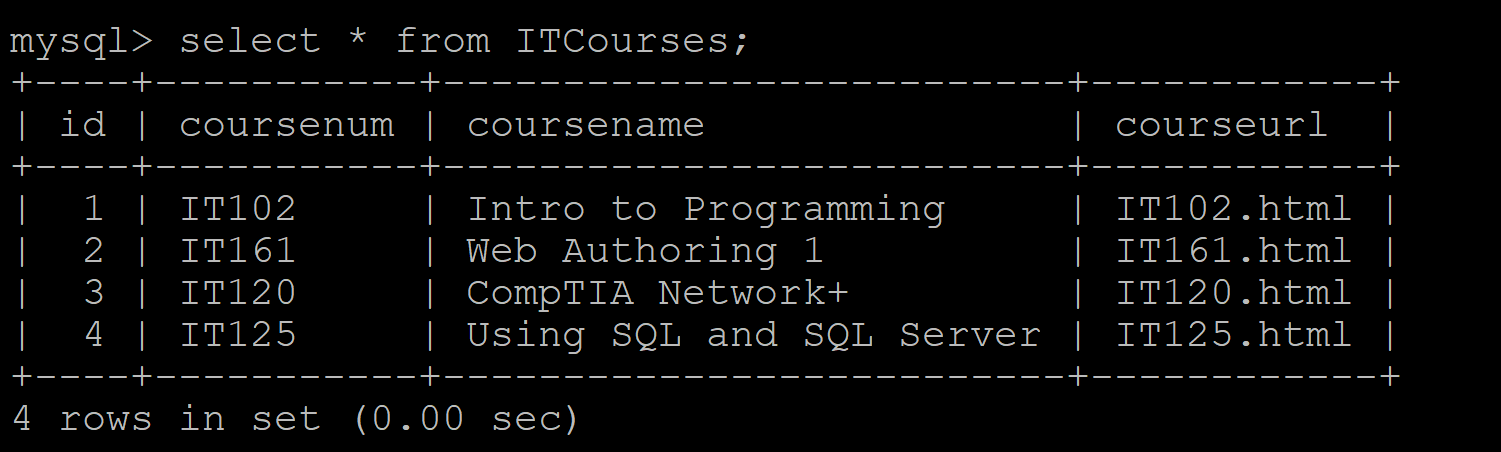 mysql> select * from ITCourses;
+----+-----------+--------------------------+------------+
| id | coursenum | coursename               | courseurl  |
+----+-----------+--------------------------+------------+
|  1 | IT102     | Intro to Programming     | IT102.html |
|  2 | IT161     | Web Authoring 1          | IT161.html |
|  3 | IT120     | CompTIA Network+         | IT120.html |
|  4 | IT125     | Using SQL and SQL Server | IT125.html |
+----+-----------+--------------------------+------------+
4 rows in set (0.00 sec)